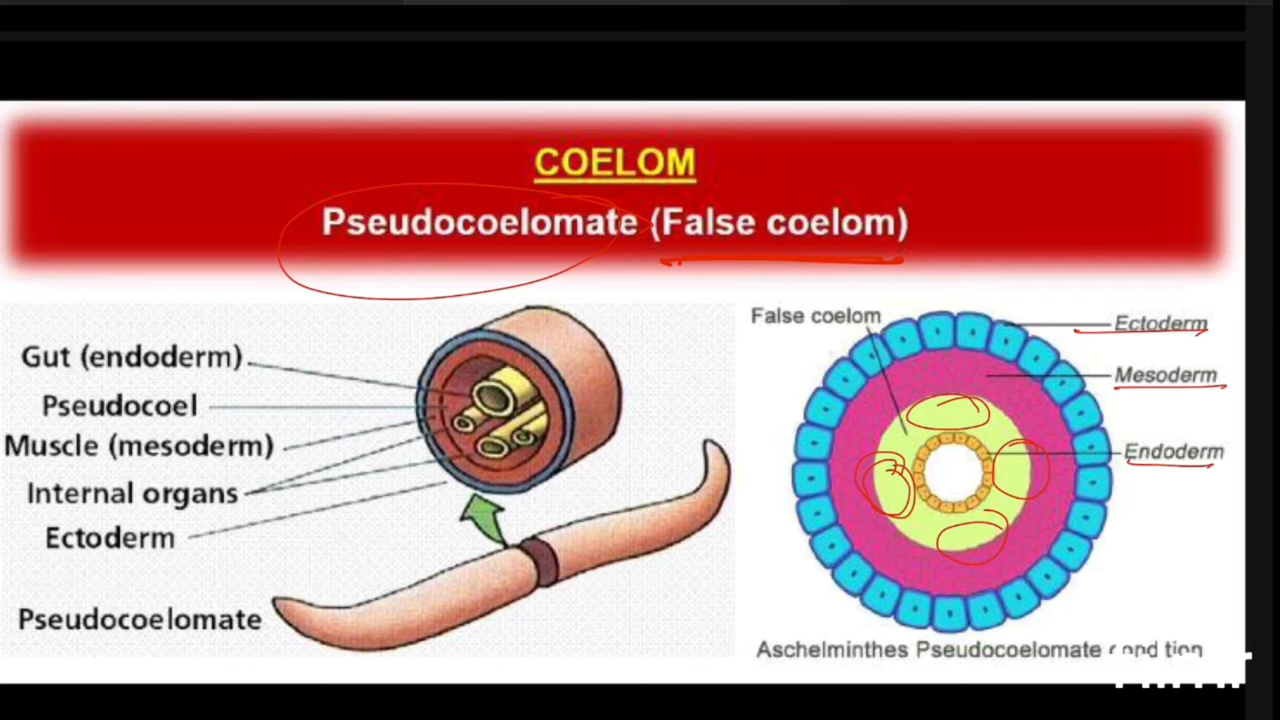 COELOM
Pseudocoelomate (False coelom)
Gut (endoderm)
Pseudocoel
Muscle (mesoderm)
Internal organs
Ectoderm
Pseudocoelomate
False coelom
Ectoderm
Mesoderm
Endoderm
Aschelminthes Pseudocoelomate